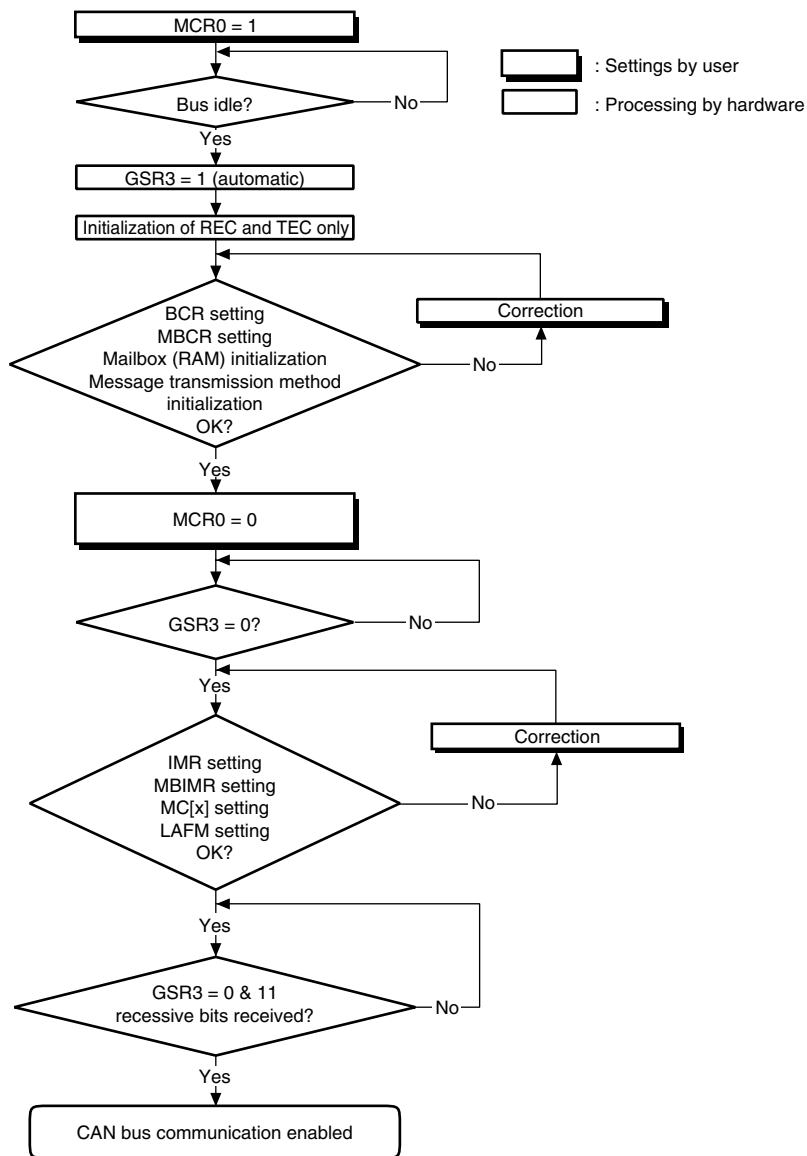 MCR0 = 1
: Settings by user
Bus idle?
No
: Processing by hardware
Yes
GSR3 = 1 (automatic)
Initialization of REC and TEC only
Correction
BCR setting
MBCR setting
Mailbox (RAM) initialization
Message transmission method
initialization
OK?
No
Yes
MCR0 = 0
GSR3 = 0?
No
Yes
Correction
IMR setting
MBIMR setting
MC[x] setting
LAFM setting
OK?
No
Yes
GSR3 = 0 & 11
recessive bits received?
No
Yes
CAN bus communication enabled